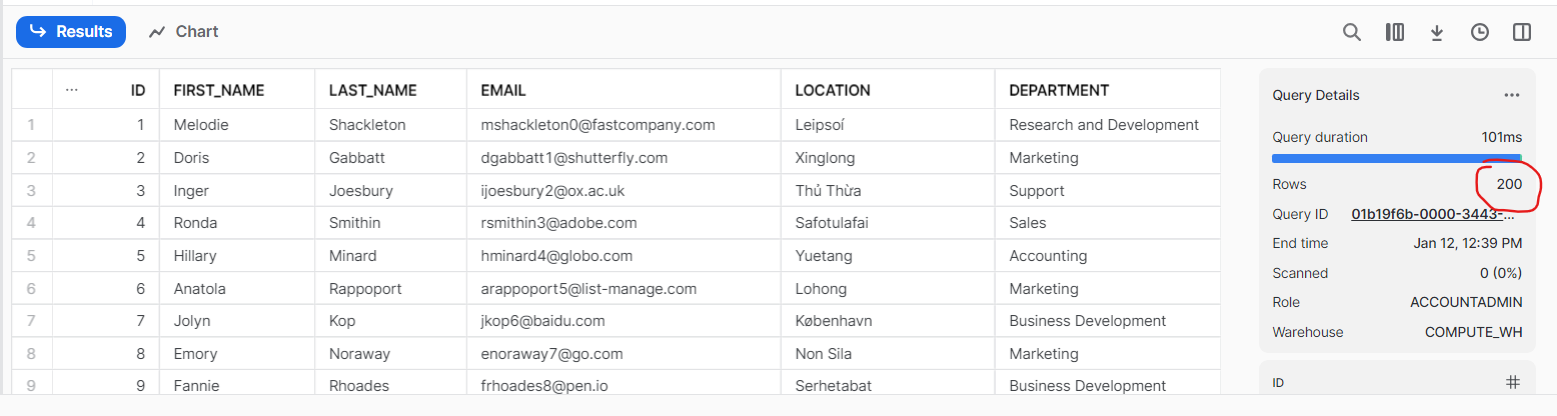 Results Chart
... ID FIRST_NAME LAST_NAME EMAIL LOCATION DEPARTMENT
1 1 Melodie Shackleton mshackleton0@fastcompany.com Leipsoí Research and Development
2 2 Doris Gabbatt dgabbatt1@shutterfly.com Xinglong Marketing
3 3 Inger Joesbury ijoesbury2@ox.ac.uk Thủ Thừa Support
4 4 Ronda Smithin rsmithin3@adobe.com Safotulafai Sales
5 5 Hillary Minard hminard4@globo.com Yuetang Accounting
6 6 Anatola Rappoport arappoport5@list-manage.com Lohong Marketing
7 7 Jolyn Kop jkop6@baidu.com København Business Development
8 8 Emory Noraway enoraway7@go.com Non Sila Marketing
9 9 Fannie Rhoades frhoades8@pen.io Serhetabat Business Development
Query Details ...
Query duration 101ms
Rows 200
Query ID 01b19f6b-0000-3443-...
End time Jan 12, 12:39 PM
Scanned 0 (0%)
Role ACCOUNTADMIN
Warehouse COMPUTE_WH
ID #